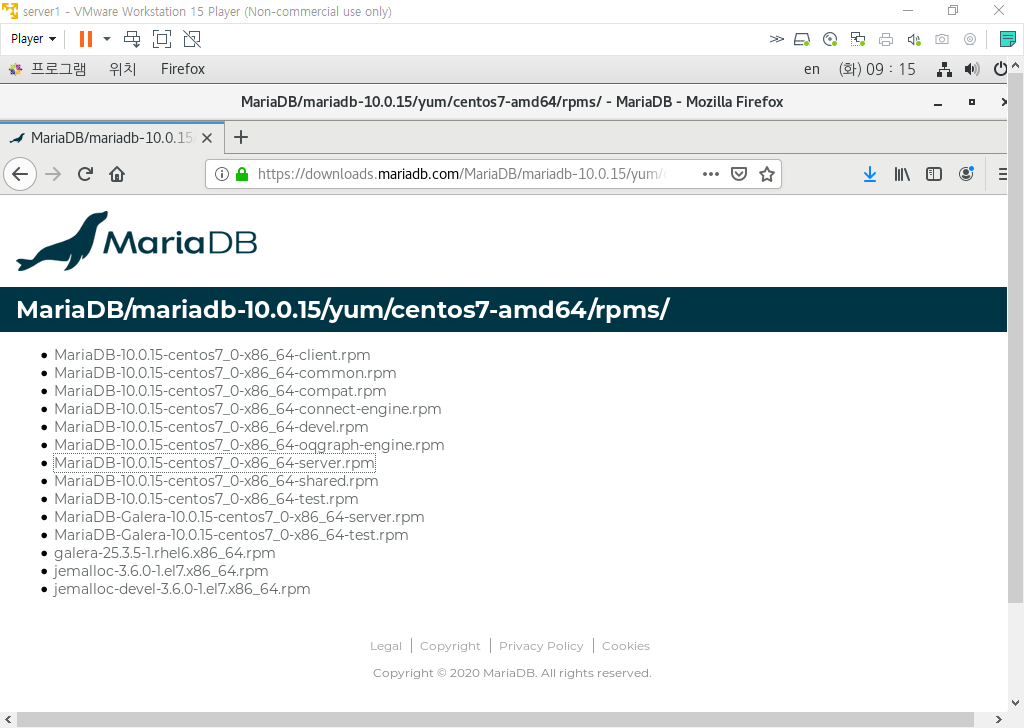 server1 - VMware Workstation 15 Player (Non-commercial use only)
Player
프로그램 위치 Firefox en (화) 09 : 15
MariaDB/mariadb-10.0.15/yum/centos7-amd64/rpms/ - MariaDB - Mozilla Firefox
MariaDB/mariadb-10.0.15
https://downloads.mariadb.com/MariaDB/mariadb-10.0.15/yum/
MariaDB
MariaDB/mariadb-10.0.15/yum/centos7-amd64/rpms/
MariaDB-10.0.15-centos7_0-x86_64-client.rpm
MariaDB-10.0.15-centos7_0-x86_64-common.rpm
MariaDB-10.0.15-centos7_0-x86_64-compat.rpm
MariaDB-10.0.15-centos7_0-x86_64-connect-engine.rpm
MariaDB-10.0.15-centos7_0-x86_64-devel.rpm
MariaDB-10.0.15-centos7_0-x86_64-oqgraph-engine.rpm
MariaDB-10.0.15-centos7_0-x86_64-server.rpm
MariaDB-10.0.15-centos7_0-x86_64-shared.rpm
MariaDB-10.0.15-centos7_0-x86_64-test.rpm
MariaDB-Galera-10.0.15-centos7_0-x86_64-server.rpm
MariaDB-Galera-10.0.15-centos7_0-x86_64-test.rpm
galera-25.3.5-1.rhel6.x86_64.rpm
jemalloc-3.6.0-1.el7.x86_64.rpm
jemalloc-devel-3.6.0-1.el7.x86_64.rpm
Legal | Copyright | Privacy Policy | Cookies
Copyright © 2020 MariaDB. All rights reserved.